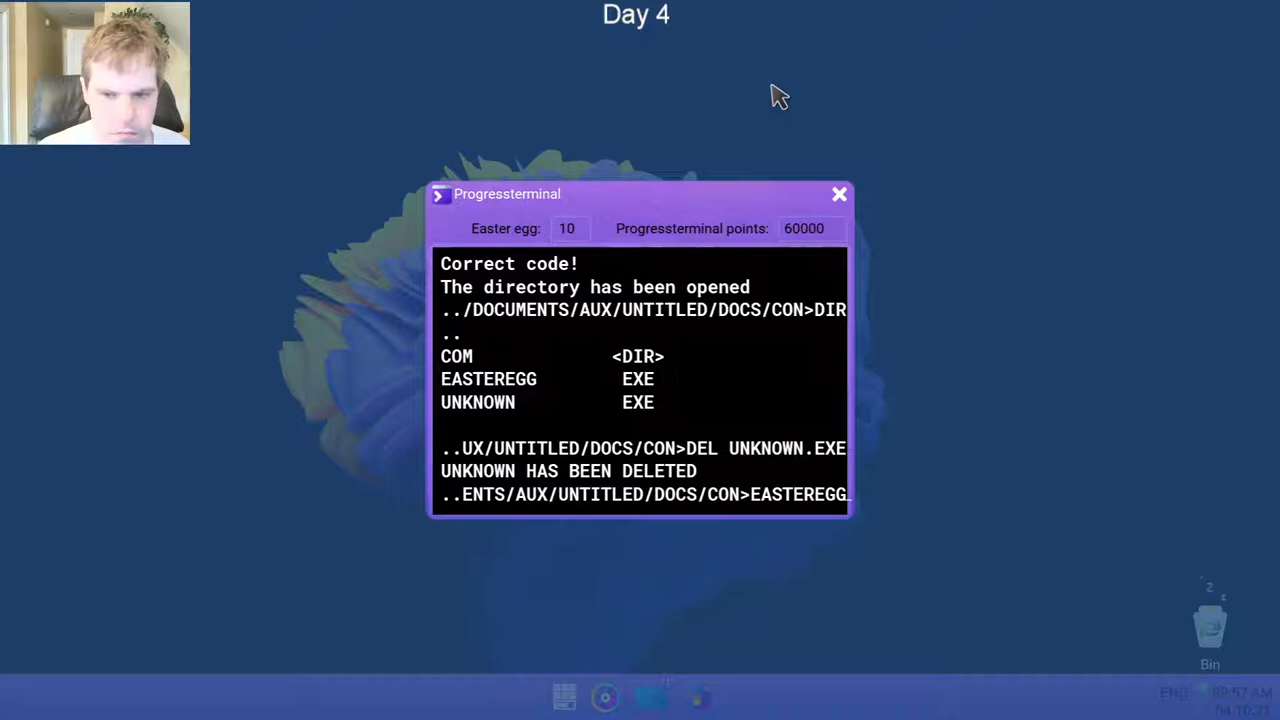 Day 4
Progressterminal
Easter egg: 10 Progressterminal points: 60000
Correct code!
The directory has been opened
../DOCUMENTS/AUX/UNTITLED/DOCS/CON>DIR
..
COM <DIR>
EASTEREGG EXE
UNKNOWN EXE
..UX/UNTITLED/DOCS/CON>DEL UNKNOWN.EXE
UNKNOWN HAS BEEN DELETED
..ENTS/AUX/UNTITLED/DOCS/CON>EASTEREGG_
z
z
Bin
ENG